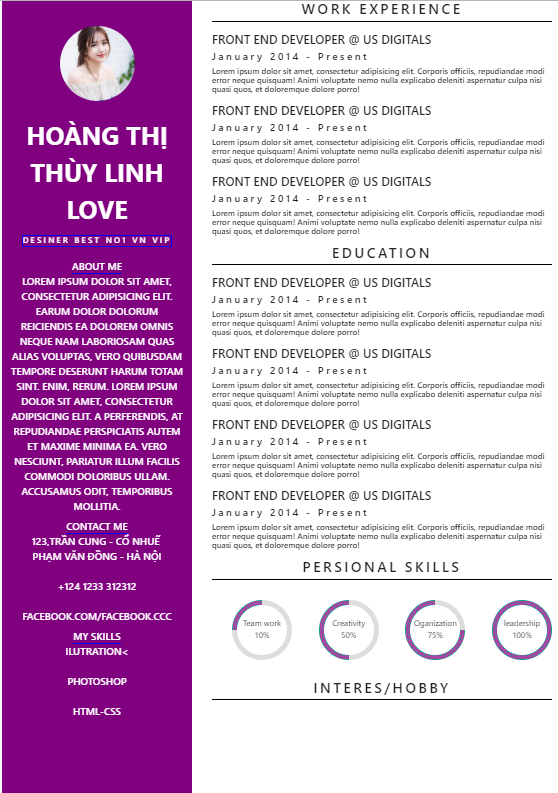 HOÀNG THỊ
THÙY LINH
LOVE
DESINER BEST NO1 VN VIP
ABOUT ME
LOREM IPSUM DOLOR SIT AMET,
CONSECTETUR ADIPISICING ELIT.
EARUM DOLOR DOLORUM
REICIENDIS EA DOLOREM OMNIS
NEQUE NAM LABORIOSAM QUAS
ALIAS VOLUPTAS, VERO QUIBUSDAM
TEMPORE DESERUNT HARUM TOTAM
SINT. ENIM, RERUM. LOREM IPSUM
DOLOR SIT AMET, CONSECTETUR
ADIPISICING ELIT. A PERFERENDIS, AT
REPUDIANDAE PERSPICIATIS AUTEM
ET MAXIME MINIMA EA. VERO
NESCIUNT, PARIATUR ILLUM FACILIS
COMMODI DOLORIBUS ULLAM.
ACCUSAMUS ODIT, TEMPORIBUS
MOLLITIA.
CONTACT ME
123,TRẦN CUNG - CỔ NHUẾ
PHẠM VĂN ĐỒNG - HÀ NỘI
+124 1233 312312
FACEBOOK.COM/FACEBOOK.CCC
MY SKILLS
ILUTRATION<
PHOTOSHOP
HTML-CSS
WORK EXPERIENCE
FRONT END DEVELOPER @ US DIGITALS
January 2014 - Present
Lorem ipsum dolor sit amet, consectetur adipisicing elit. Corporis officiis, repudiandae modi
error neque quisquam! Animi voluptate nemo nulla explicabo deleniti aspernatur culpa nisi
quasi quos, et doloremque dolore porro!
FRONT END DEVELOPER @ US DIGITALS
January 2014 - Present
Lorem ipsum dolor sit amet, consectetur adipisicing elit. Corporis officiis, repudiandae modi
error neque quisquam! Animi voluptate nemo nulla explicabo deleniti aspernatur culpa nisi
quasi quos, et doloremque dolore porro!
FRONT END DEVELOPER @ US DIGITALS
January 2014 - Present
Lorem ipsum dolor sit amet, consectetur adipisicing elit. Corporis officiis, repudiandae modi
error neque quisquam! Animi voluptate nemo nulla explicabo deleniti aspernatur culpa nisi
quasi quos, et doloremque dolore porro!
EDUCATION
FRONT END DEVELOPER @ US DIGITALS
January 2014 - Present
Lorem ipsum dolor sit amet, consectetur adipisicing elit. Corporis officiis, repudiandae modi
error neque quisquam! Animi voluptate nemo nulla explicabo deleniti aspernatur culpa nisi
quasi quos, et doloremque dolore porro!
FRONT END DEVELOPER @ US DIGITALS
January 2014 - Present
Lorem ipsum dolor sit amet, consectetur adipisicing elit. Corporis officiis, repudiandae modi
error neque quisquam! Animi voluptate nemo nulla explicabo deleniti aspernatur culpa nisi
quasi quos, et doloremque dolore porro!
FRONT END DEVELOPER @ US DIGITALS
January 2014 - Present
Lorem ipsum dolor sit amet, consectetur adipisicing elit. Corporis officiis, repudiandae modi
error neque quisquam! Animi voluptate nemo nulla explicabo deleniti aspernatur culpa nisi
quasi quos, et doloremque dolore porro!
FRONT END DEVELOPER @ US DIGITALS
January 2014 - Present
Lorem ipsum dolor sit amet, consectetur adipisicing elit. Corporis officiis, repudiandae modi
error neque quisquam! Animi voluptate nemo nulla explicabo deleniti aspernatur culpa nisi
quasi quos, et doloremque dolore porro!
PERSIONAL SKILLS
Team work
10%
Creativity
50%
Oganization
75%
leadership
100%
INTERES/HOBBY